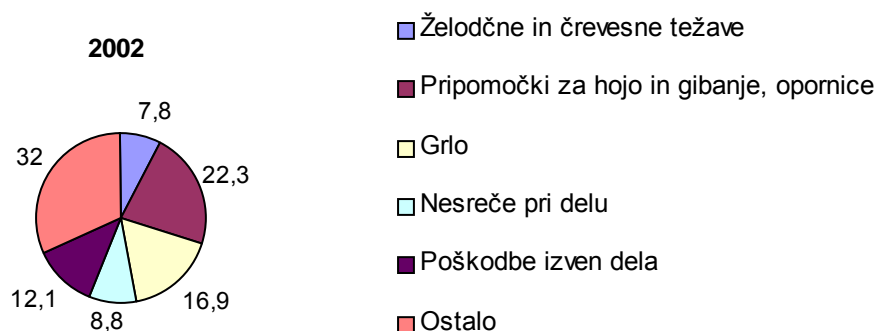 2002
7,8
22,3
16,9
8,8
12,1
32
Želodčne in črevesne težave
Pripomočki za hojo in gibanje, opornice
Grlo
Nesreče pri delu
Poškodbe izven dela
Ostalo